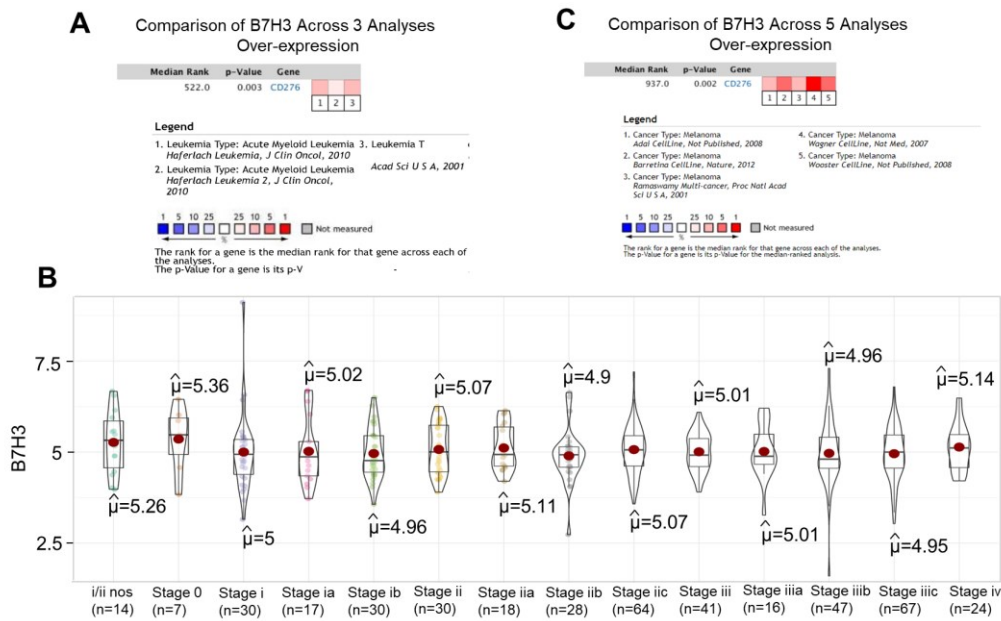 A
Comparison of B7H3 Across 3 Analyses
Over-expression
Median Rank p-Value Gene
522.0 0.003 CD276
1 2 3
Legend
1. Leukemia Type: Acute Myeloid Leukemia
Haferlach Leukemia, J Clin Oncol, 2010
2. Leukemia Type: Acute Myeloid Leukemia
Haferlach Leukemia 2, J Clin Oncol,
2010
3. Leukemia T
Acad Sci U S A, 2001
1 5 10 25 25 10 5 1
%
Not measured
The rank for a gene is the median rank for that gene across each of
the analyses.
The p-Value for a gene is its p-V
C
Comparison of B7H3 Across 5 Analyses
Over-expression
Median Rank p-Value Gene
937.0 0.002 CD276
1 2 3 4 5
Legend
1. Cancer Type: Melanoma
Adai CellLine, Not Published, 2008
2. Cancer Type: Melanoma
Barretina CellLine, Nature, 2012
3. Cancer Type: Melanoma
Ramaswamy Multi-cancer, Proc Natl Acad
Sci U S A, 2001
4. Cancer Type: Melanoma
Wagner CellLine, Nat Med, 2007
5. Cancer Type: Melanoma
Wooster CellLine, Not Published, 2008
1 5 10 25 25 10 5 1
%
Not measured
The rank for a gene is the median rank for that gene across each of the analyses.
The p-Value for a gene is its p-Value for the median-ranked analysis.
B
B7H3
7.5
5.0
2.5
μ̂=5.26
μ̂=5.36
μ̂=5
μ̂=5.02
μ̂=4.96
μ̂=5.07
μ̂=5.11
μ̂=4.9
μ̂=5.07
μ̂=5.01
μ̂=5.01
μ̂=4.96
μ̂=4.95
μ̂=5.14
i/ii nos Stage 0 Stage i Stage ia Stage ib Stage ii Stage iia Stage iib Stage iic Stage iii Stage iiia Stage iiib Stage iiic Stage iv
(n=14) (n=7) (n=30) (n=17) (n=30) (n=30) (n=18) (n=28) (n=64) (n=41) (n=16) (n=47) (n=67) (n=24)